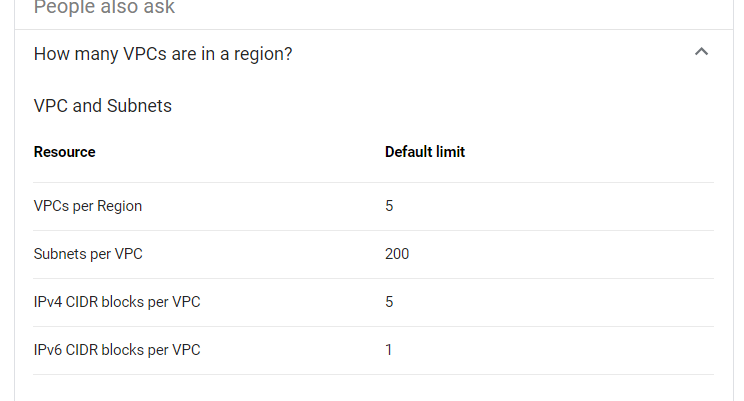 People also ask
How many VPCs are in a region?
VPC and Subnets
Resource Default limit
VPCs per Region 5
Subnets per VPC 200
IPv4 CIDR blocks per VPC 5
IPv6 CIDR blocks per VPC 1